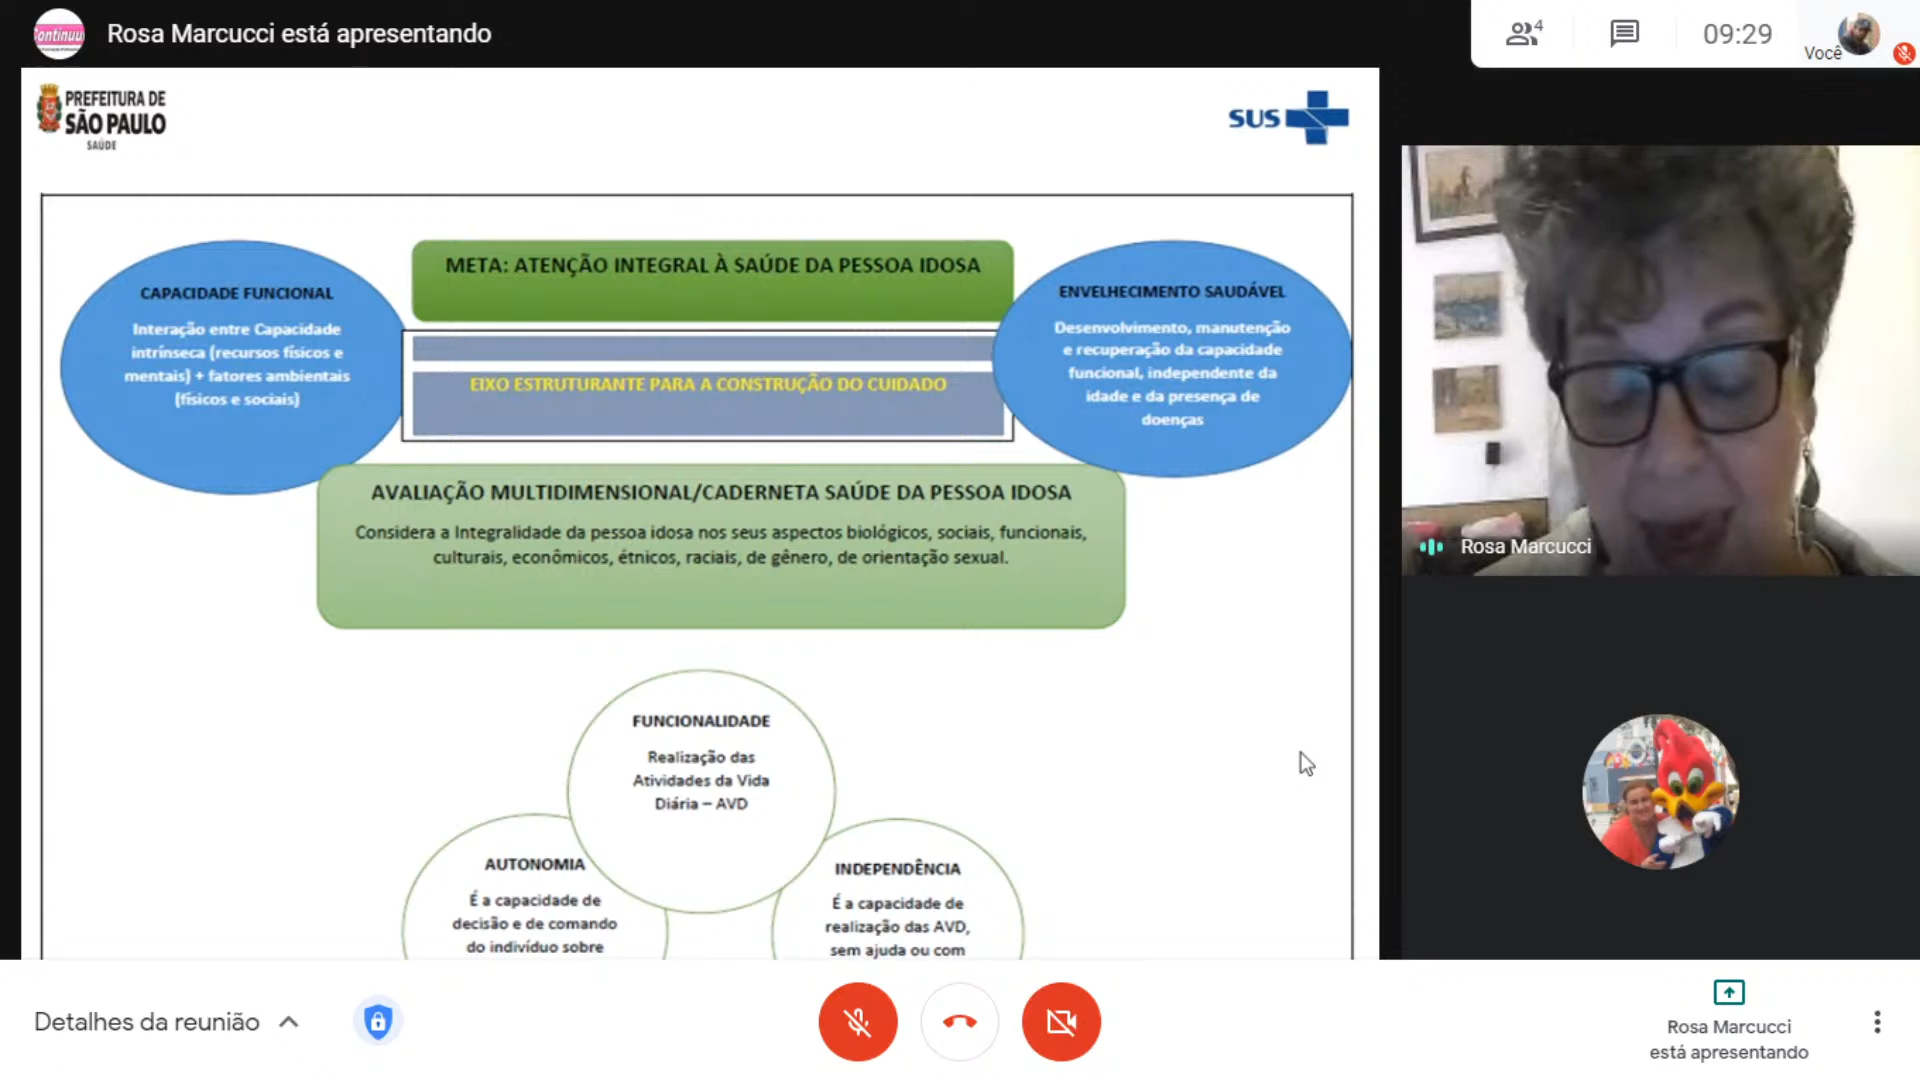 Continuu
Rosa Marcucci está apresentando
4
09:29
Você
PREFEITURA DE
SÃO PAULO
SAÚDE
SUS
META: ATENÇÃO INTEGRAL À SAÚDE DA PESSOA IDOSA
CAPACIDADE FUNCIONAL
Interação entre Capacidade
intrínseca (recursos físicos e
mentais) + fatores ambientais
(físicos e sociais)
EIXO ESTRUTURANTE PARA A CONSTRUÇÃO DO CUIDADO
ENVELHECIMENTO SAUDÁVEL
Desenvolvimento, manutenção
e recuperação da capacidade
funcional, independente da
idade e da presença de
doenças
AVALIAÇÃO MULTIDIMENSIONAL/CADERNETA SAÚDE DA PESSOA IDOSA
Considera a Integralidade da pessoa idosa nos seus aspectos biológicos, sociais, funcionais,
culturais, econômicos, étnicos, raciais, de gênero, de orientação sexual.
FUNCIONALIDADE
Realização das
Atividades da Vida
Diária – AVD
AUTONOMIA
É a capacidade de
decisão e de comando
do indivíduo sobre
INDEPENDÊNCIA
É a capacidade de
realização das AVD,
sem ajuda ou com
Rosa Marcucci
Detalhes da reunião
Rosa Marcucci
está apresentando